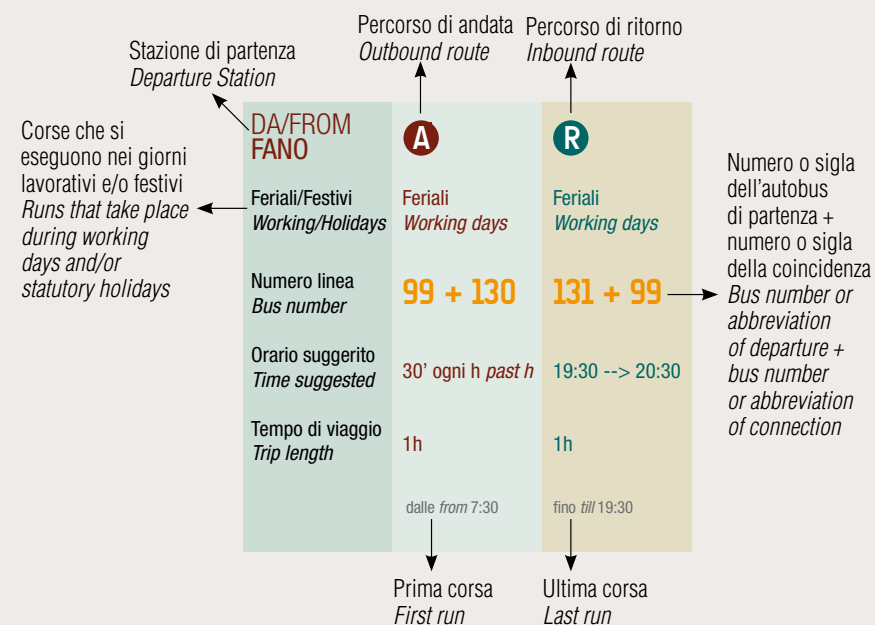 Percorso di andata
Outbound route
Percorso di ritorno
Inbound route
Stazione di partenza
Departure Station
Corse che si
eseguono nei giorni
lavorativi e/o festivi
Runs that take place
during working
days and/or
statutory holidays
DA/FROM
FANO
A
R
Feriali/Festivi
Working/Holidays
Feriali
Working days
Feriali
Working days
Numero linea
Bus number
99 + 130
131 + 99
Orario suggerito
Time suggested
30' ogni h past h
19:30 --> 20:30
Tempo di viaggio
Trip length
1h
1h
dalle from 7:30
fino till 19:30
Numero o sigla
dell'autobus
di partenza +
numero o sigla
della coincidenza
Bus number or
abbreviation
of departure +
bus number
or abbreviation
of connection
Prima corsa
First run
Ultima corsa
Last run